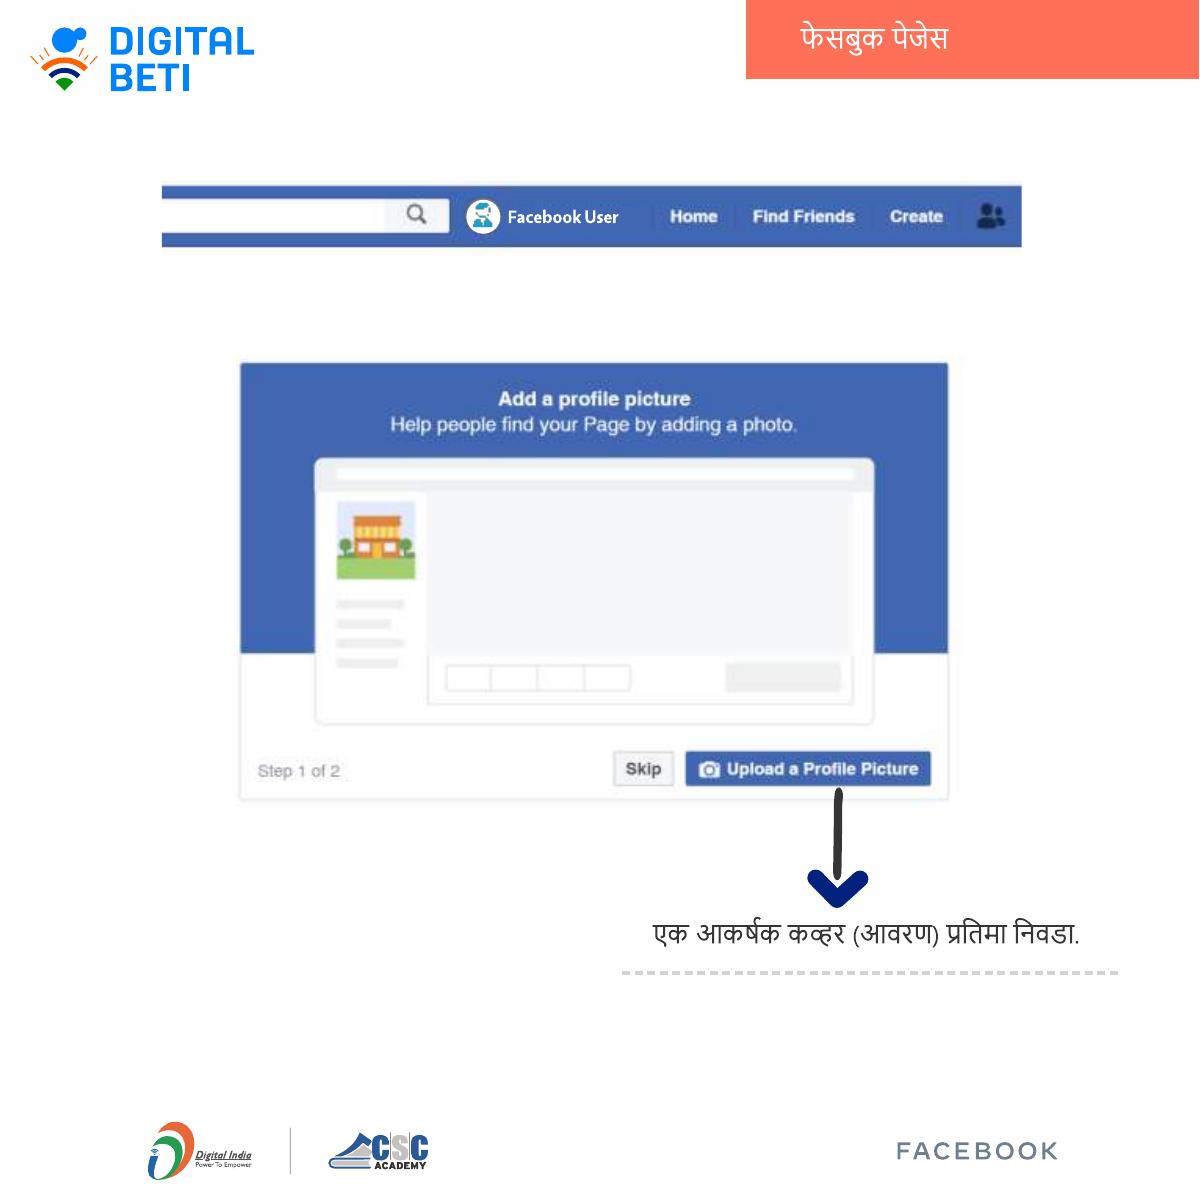 DIGITAL
BETI
फेसबुक पेजेस
Facebook User
Home
Find Friends
Create
Add a profile picture
Help people find your Page by adding a photo.
Step 1 of 2
Skip
Upload a Profile Picture
एक आकर्षक कव्हर (आवरण) प्रतिमा निवडा.
Digital India
Power To Empower
CSC
ACADEMY
FACEBOOK